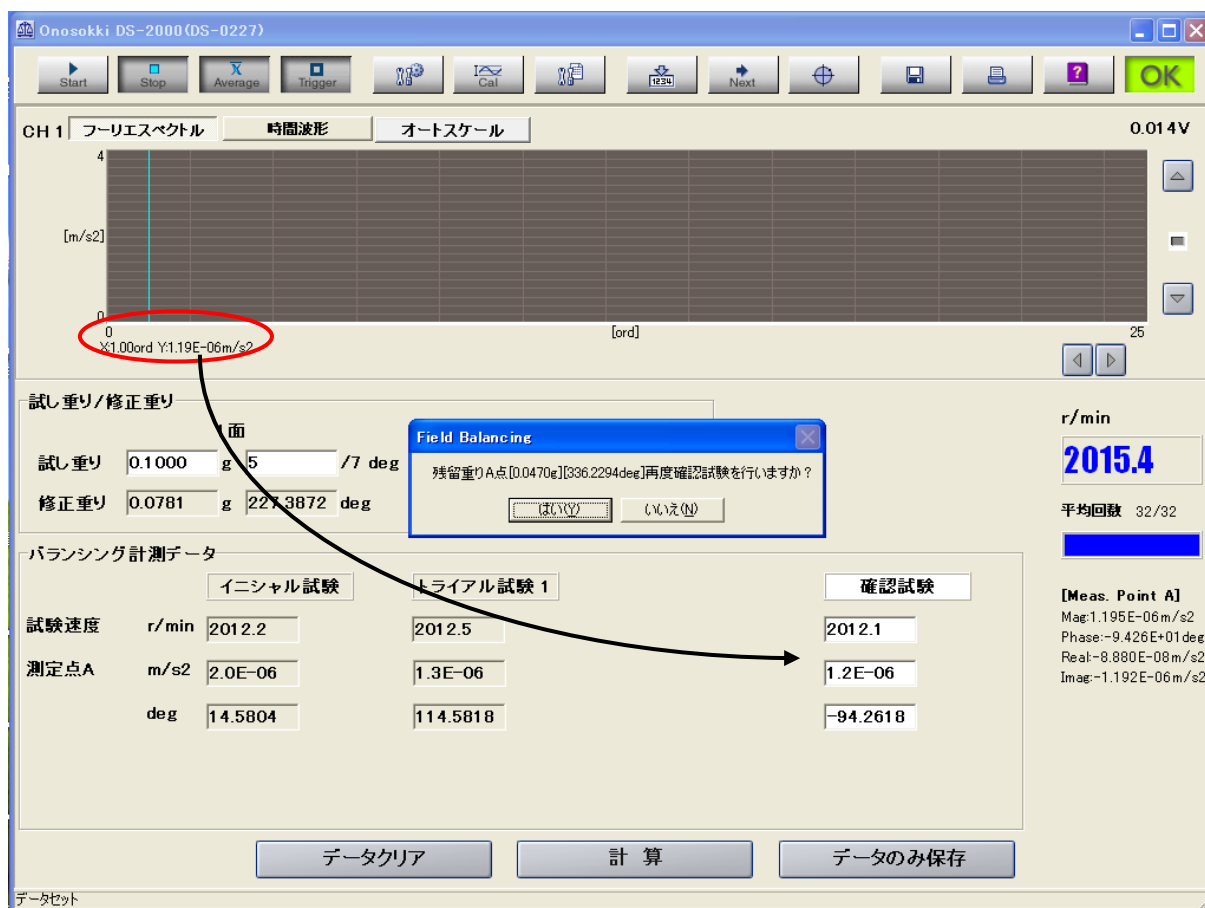 Onosokki DS-2000(DS-0227)
Start Stop Average Trigger Cal 1234 Next ? OK
CH 1 フーリエスペクトル 時間波形 オートスケール 0.014V
4
[m/s2]
0
0 [ord] 25
X:1.00ord Y:1.19E-06m/s2
試し重り/修正重り
1面
試し重り 0.1000 g 5 /7 deg
修正重り 0.0781 g 227.3872 deg
Field Balancing
残留重りA点[0.0470g][336.2294deg]再度確認試験を行いますか?
はい(Y) いいえ(N)
r/min
2015.4
平均回数 32/32
バランシング計測データ
イニシャル試験 トライアル試験 1 確認試験
試験速度 r/min 2012.2 2012.5 2012.1
測定点A m/s2 2.0E-06 1.3E-06 1.2E-06
deg 14.5804 114.5818 -94.2618
[Meas. Point A]
Mag:1.195E-06m/s2
Phase:-9.426E+01deg
Real:-8.880E-08m/s2
Imag:-1.192E-06m/s2
データクリア 計 算 データのみ保存
データセット